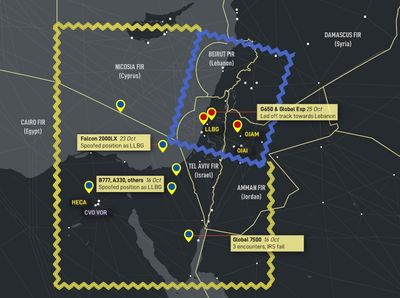 DAMASCUS FIR
(Syria)
BEIRUT FIR
(Lebanon)
NICOSIA FIR
(Cyprus)
G650 & Global Exp 25 Oct
Led off track towards Lebanon
CAIRO FIR
(Egypt)
LLBG
OJAM
Falcon 2000LX 23 Oct
Spoofed position as LLBG
OJAI
TEL AVIV FIR
(Israel)
B777, A330, others 16 Oct
Spoofed position as LLBG
AMMAN FIR
(Jordan)
HECA
CVO VOR
Global 7500 16 Oct
3 encounters, IRS fail